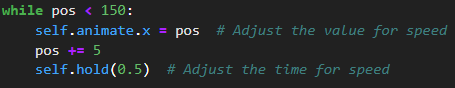 while pos < 150:
    self.animate.x = pos  # Adjust the value for speed
    pos += 5
    self.hold(0.5)  # Adjust the time for speed